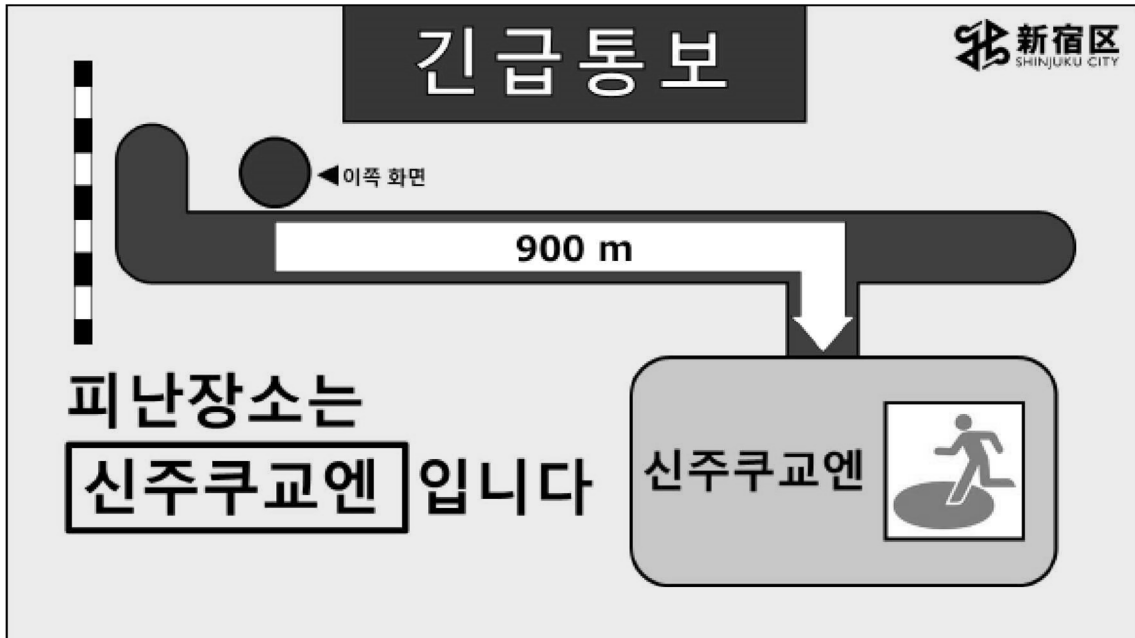 긴급통보
新宿区
SHINJUKU CITY
◀이쪽 화면
900 m
피난장소는
신주쿠교엔 입니다
신주쿠교엔